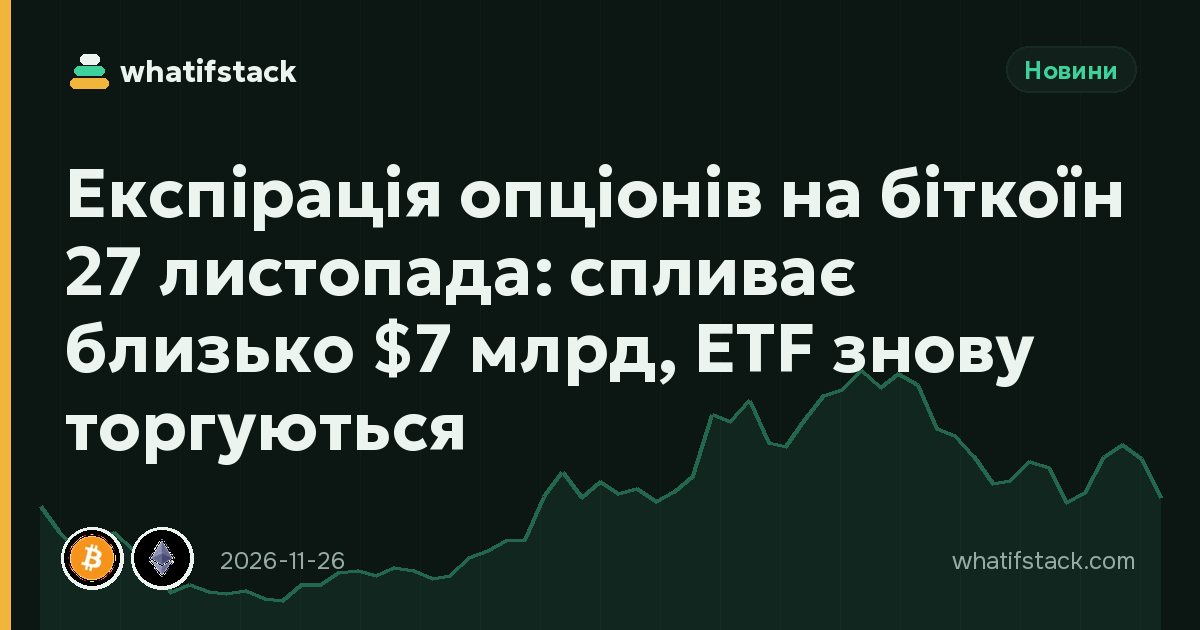 whatifstack
Новини
Експірація опціонів на біткоїн
27 листопада: спливає
близько $7 млрд, ETF знову
торгуються
2026-11-26
whatifstack.com